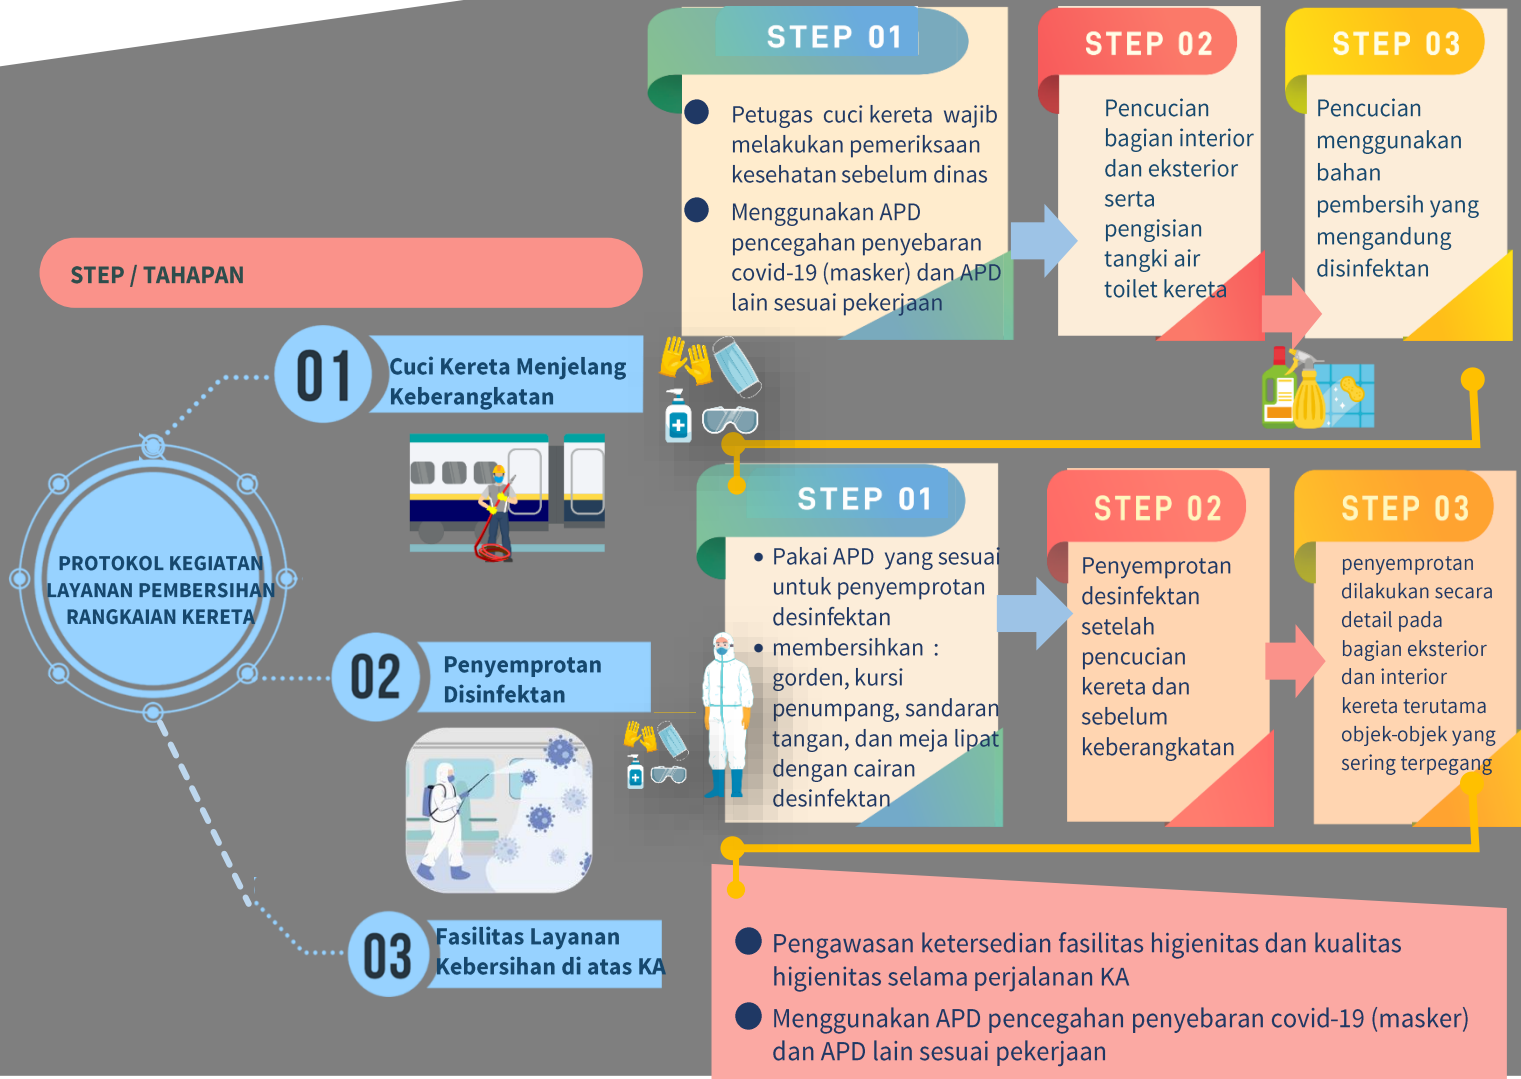 STEP / TAHAPAN
PROTOKOL KEGIATAN
LAYANAN PEMBERSIHAN
RANGKAIAN KERETA
01
Cuci Kereta Menjelang
Keberangkatan
STEP 01
Petugas cuci kereta wajib
melakukan pemeriksaan
kesehatan sebelum dinas
Menggunakan APD
pencegahan penyebaran
covid-19 (masker) dan APD
lain sesuai pekerjaan
STEP 02
Pencucian
bagian interior
dan eksterior
serta
pengisian
tangki air
toilet kereta
STEP 03
Pencucian
menggunakan
bahan
pembersih yang
mengandung
disinfektan
02
Penyemprotan
Disinfektan
STEP 01
• Pakai APD yang sesuai
untuk penyemprotan
desinfektan
• membersihkan :
gorden, kursi
penumpang, sandaran
tangan, dan meja lipat
dengan cairan
desinfektan
STEP 02
Penyemprotan
desinfektan
setelah
pencucian
kereta dan
sebelum
keberangkatan
STEP 03
penyemprotan
dilakukan secara
detail pada
bagian eksterior
dan interior
kereta terutama
objek-objek yang
sering terpegang
03
Fasilitas Layanan
Kebersihan di atas KA
Pengawasan ketersedian fasilitas higienitas dan kualitas
higienitas selama perjalanan KA
Menggunakan APD pencegahan penyebaran covid-19 (masker)
dan APD lain sesuai pekerjaan